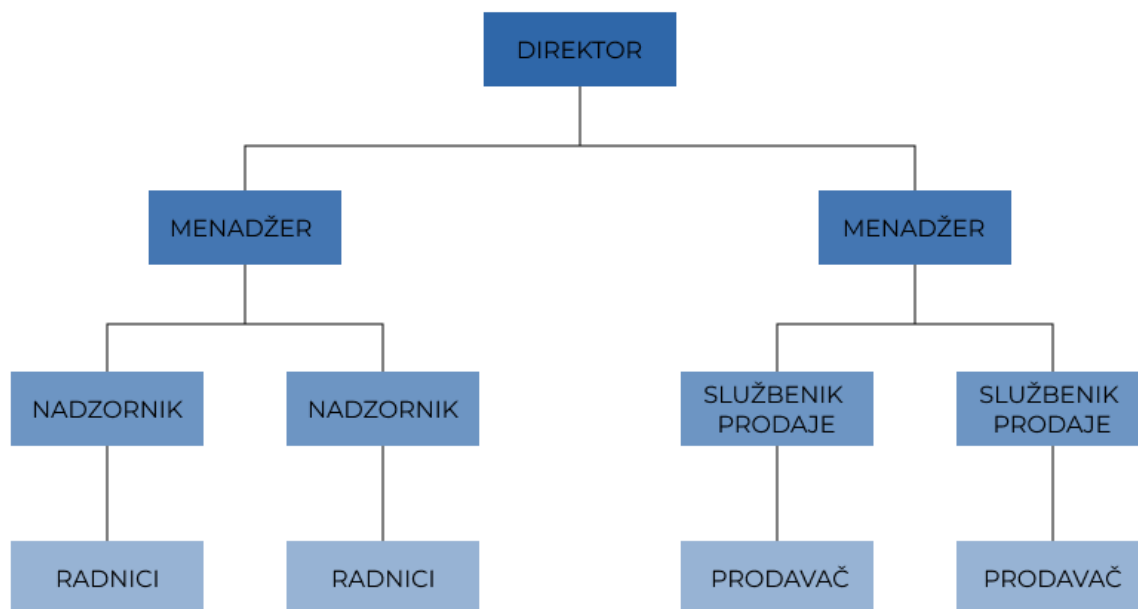 DIREKTOR
MENADŽER
MENADŽER
NADZORNIK
NADZORNIK
SLUŽBENIK
PRODAJE
SLUŽBENIK
PRODAJE
RADNICI
RADNICI
PRODAVAČ
PRODAVAČ